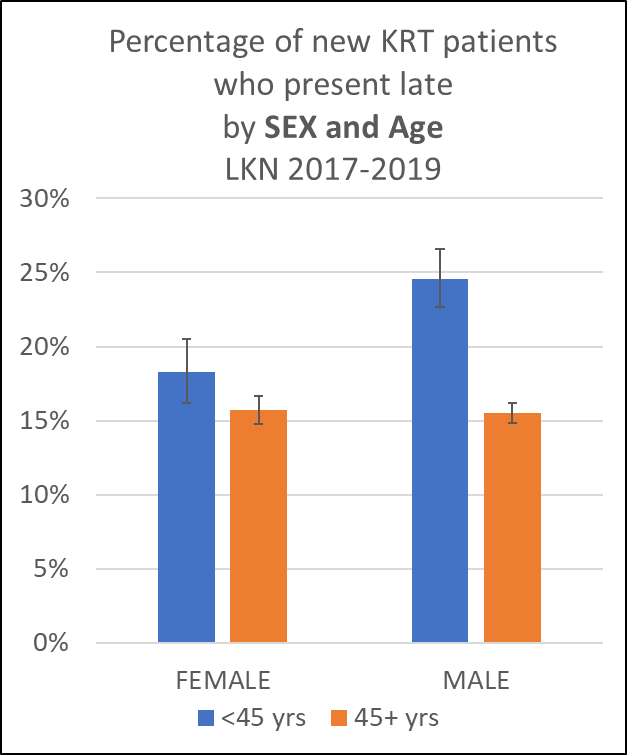 Percentage of new KRT patients
who present late
by SEX and Age
LKN 2017-2019
30%
25%
20%
15%
10%
5%
0%
FEMALE
MALE
<45 yrs
45+ yrs